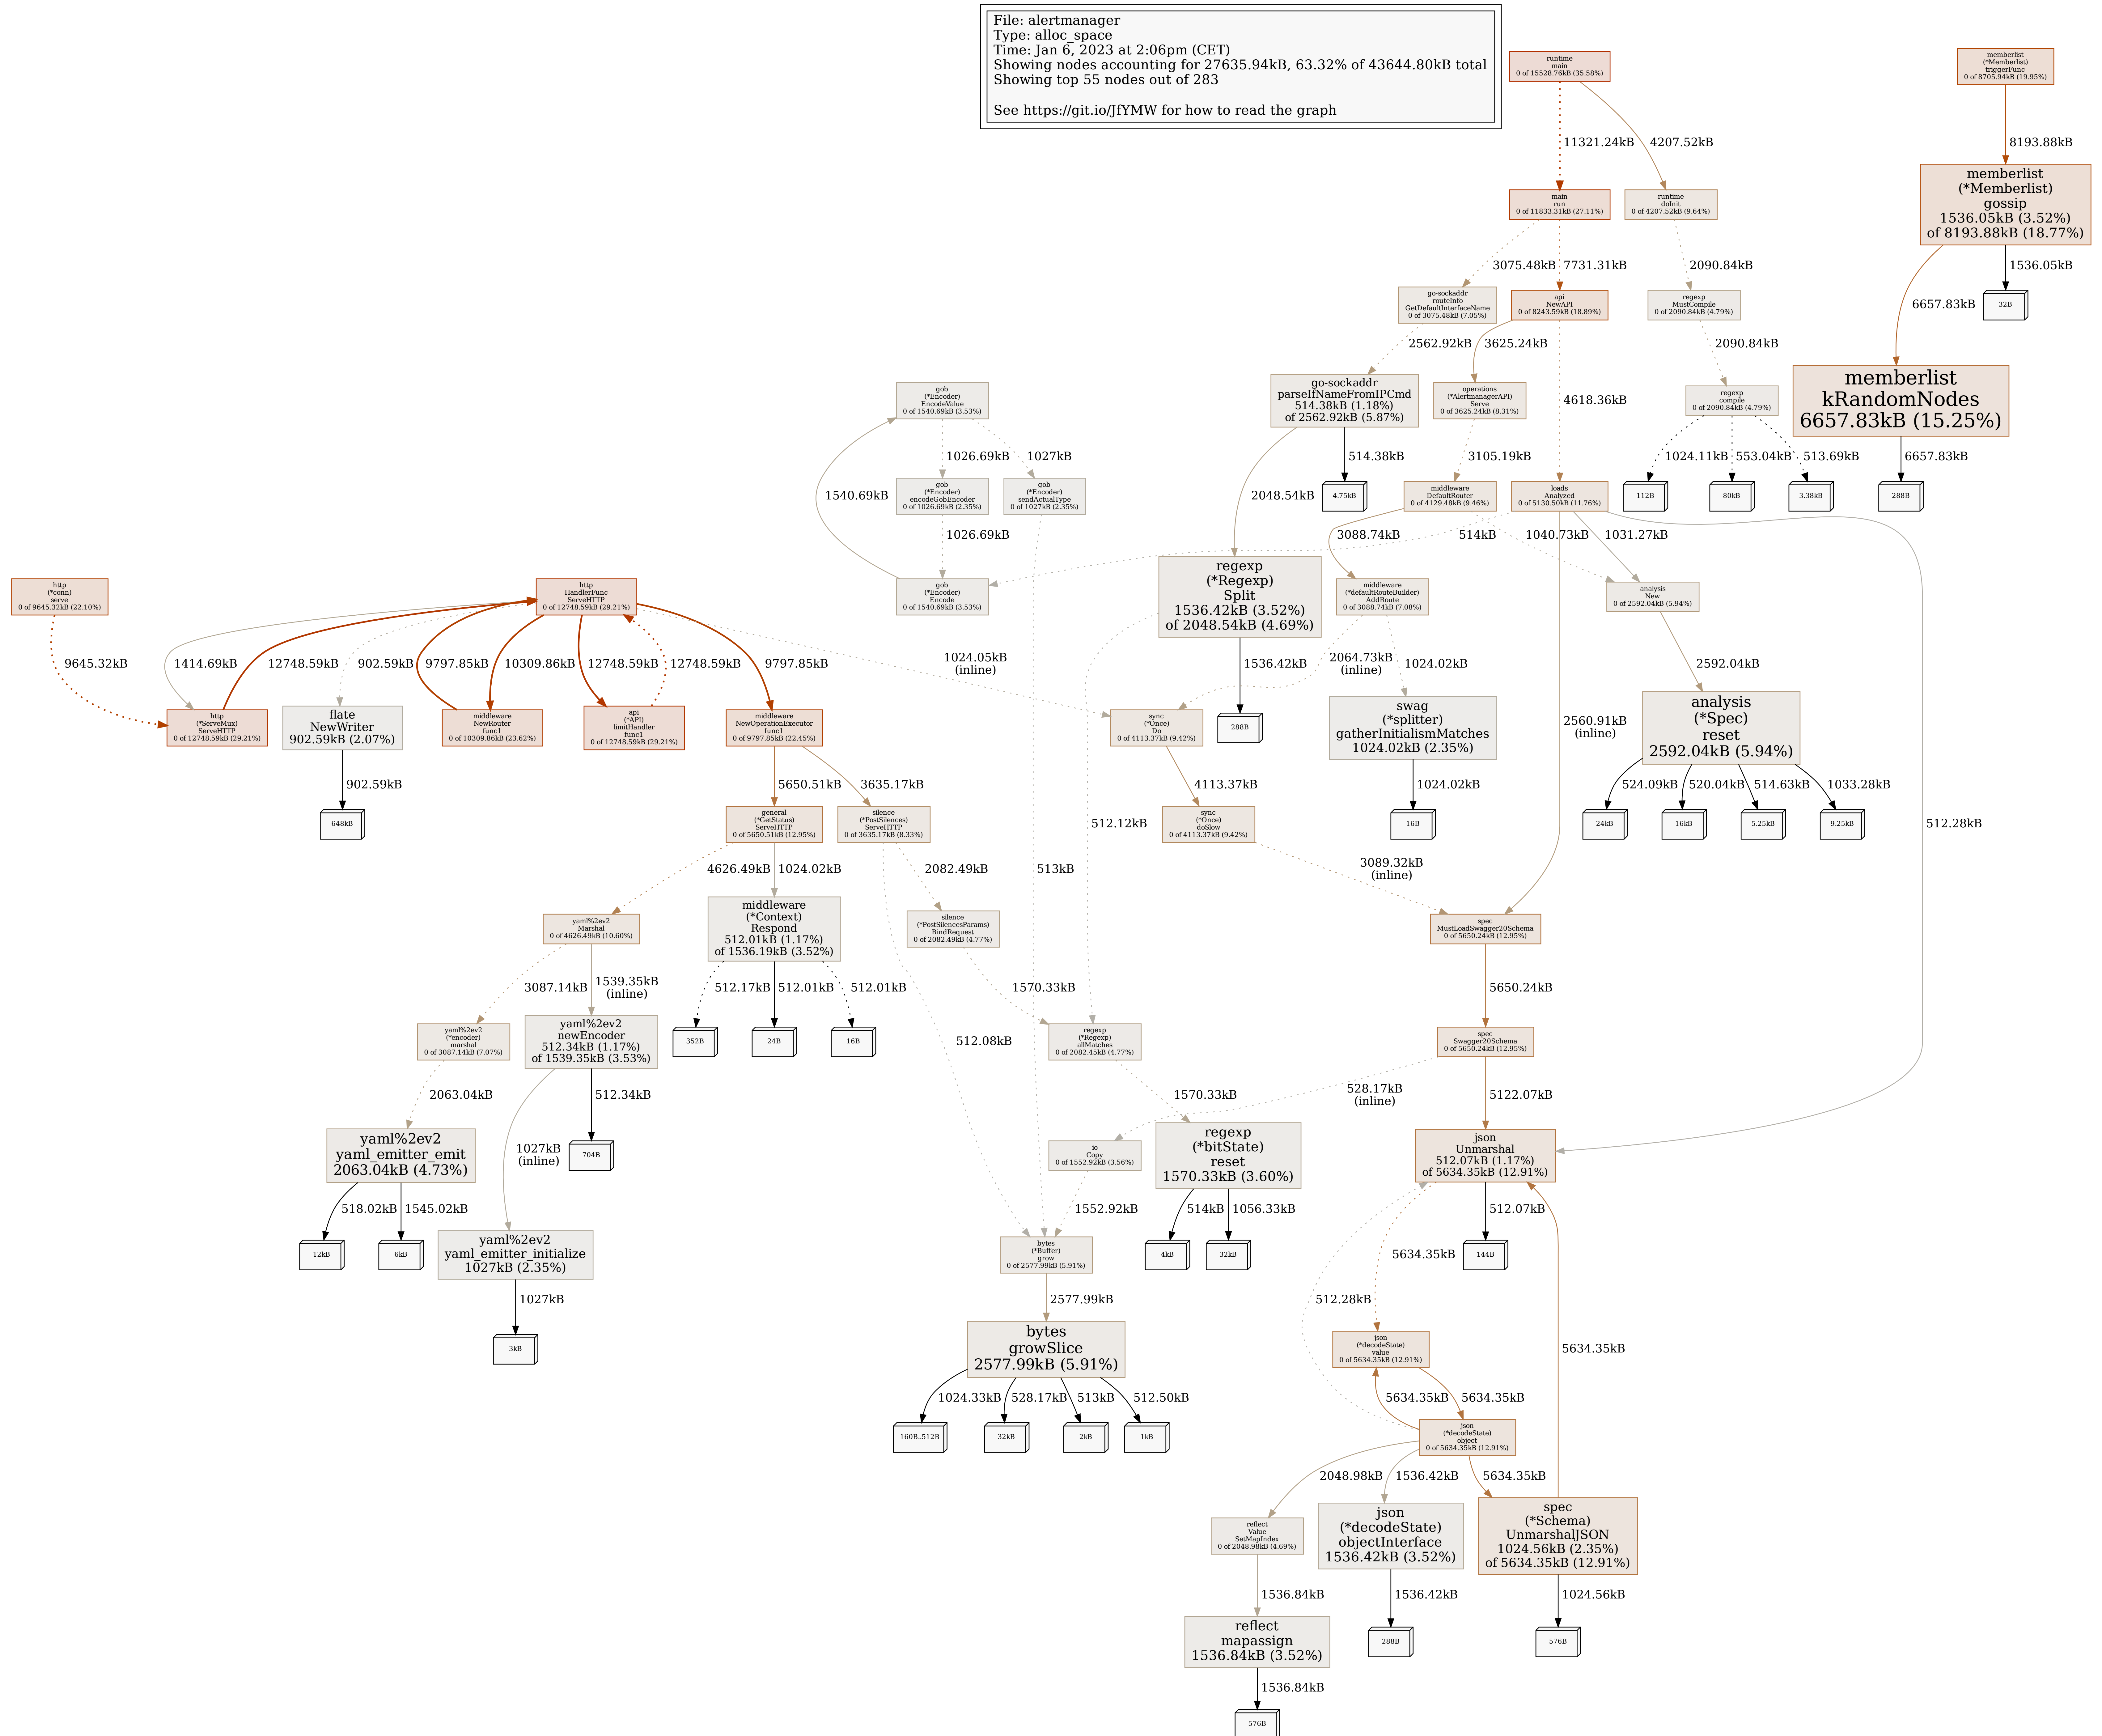 File: alertmanager
Type: alloc_space
Time: Jan 6, 2023 at 2:06pm (CET)
Showing nodes accounting for 27635.94kB, 63.32% of 43644.80kB total
Showing top 55 nodes out of 283
See https://git.io/JfYMW for how to read the graph
runtime
main
0 of 15528.76kB (35.58%)
memberlist
(*Memberlist)
triggerFunc
0 of 8705.94kB (19.95%)
11321.24kB
4207.52kB
8193.88kB
main
run
0 of 11833.31kB (27.11%)
runtime
doInit
0 of 4207.52kB (9.64%)
memberlist
(*Memberlist)
gossip
1536.05kB (3.52%)
of 8193.88kB (18.77%)
3075.48kB
7731.31kB
2090.84kB
1536.05kB
6657.83kB
32B
go-sockaddr
routeInfo
GetDefaultInterfaceName
0 of 3075.48kB (7.05%)
api
NewAPI
0 of 8243.59kB (18.89%)
regexp
MustCompile
0 of 2090.84kB (4.79%)
2562.92kB
3625.24kB
2090.84kB
4618.36kB
gob
(*Encoder)
EncodeValue
0 of 1540.69kB (3.53%)
go-sockaddr
parseIfNameFromIPCmd
514.38kB (1.18%)
of 2562.92kB (5.87%)
operations
(*AlertmanagerAPI)
Serve
0 of 3625.24kB (8.31%)
regexp
compile
0 of 2090.84kB (4.79%)
memberlist
kRandomNodes
6657.83kB (15.25%)
1026.69kB
1027kB
1540.69kB
2048.54kB
514.38kB
3105.19kB
1024.11kB
553.04kB
513.69kB
6657.83kB
gob
(*Encoder)
encodeGobEncoder
0 of 1026.69kB (2.35%)
gob
(*Encoder)
sendActualType
0 of 1027kB (2.35%)
4.75kB
middleware
DefaultRouter
0 of 4129.48kB (9.46%)
loads
Analyzed
0 of 5130.50kB (11.76%)
112B
80kB
3.38kB
288B
1026.69kB
3088.74kB
514kB
1040.73kB
1031.27kB
http
(*conn)
serve
0 of 9645.32kB (22.10%)
http
HandlerFunc
ServeHTTP
0 of 12748.59kB (29.21%)
gob
(*Encoder)
Encode
0 of 1540.69kB (3.53%)
regexp
(*Regexp)
Split
1536.42kB (3.52%)
of 2048.54kB (4.69%)
middleware
(*defaultRouteBuilder)
AddRoute
0 of 3088.74kB (7.08%)
analysis
New
0 of 2592.04kB (5.94%)
9645.32kB
1414.69kB
12748.59kB
902.59kB
9797.85kB
10309.86kB
12748.59kB
12748.59kB
9797.85kB
1024.05kB
(inline)
1536.42kB
2064.73kB
(inline)
1024.02kB
2592.04kB
http
(*ServeMux)
ServeHTTP
0 of 12748.59kB (29.21%)
flate
NewWriter
902.59kB (2.07%)
middleware
NewRouter
func1
0 of 10309.86kB (23.62%)
api
(*API)
limitHandler
func1
0 of 12748.59kB (29.21%)
middleware
NewOperationExecutor
func1
0 of 9797.85kB (22.45%)
sync
(*Once)
Do
0 of 4113.37kB (9.42%)
288B
swag
(*splitter)
gatherInitialismMatches
1024.02kB (2.35%)
2560.91kB
(inline)
analysis
(*Spec)
reset
2592.04kB (5.94%)
902.59kB
5650.51kB
3635.17kB
4113.37kB
1024.02kB
524.09kB
520.04kB
514.63kB
1033.28kB
648kB
general
(*GetStatus)
ServeHTTP
0 of 5650.51kB (12.95%)
silence
(*PostSilences)
ServeHTTP
0 of 3635.17kB (8.33%)
512.12kB
sync
(*Once)
doSlow
0 of 4113.37kB (9.42%)
16B
24kB
16kB
5.25kB
9.25kB
512.28kB
4626.49kB
1024.02kB
2082.49kB
513kB
3089.32kB
(inline)
yaml%2ev2
Marshal
0 of 4626.49kB (10.60%)
middleware
(*Context)
Respond
512.01kB (1.17%)
of 1536.19kB (3.52%)
silence
(*PostSilencesParams)
BindRequest
0 of 2082.49kB (4.77%)
spec
MustLoadSwagger20Schema
0 of 5650.24kB (12.95%)
3087.14kB
1539.35kB
(inline)
512.17kB
512.01kB
512.01kB
1570.33kB
5650.24kB
yaml%2ev2
(*encoder)
marshal
0 of 3087.14kB (7.07%)
yaml%2ev2
newEncoder
512.34kB (1.17%)
of 1539.35kB (3.53%)
352B
24B
16B
512.08kB
regexp
(*Regexp)
allMatches
0 of 2082.45kB (4.77%)
spec
Swagger20Schema
0 of 5650.24kB (12.95%)
2063.04kB
512.34kB
1570.33kB
528.17kB
(inline)
5122.07kB
yaml%2ev2
yaml_emitter_emit
2063.04kB (4.73%)
1027kB
(inline)
704B
io
Copy
0 of 1552.92kB (3.56%)
regexp
(*bitState)
reset
1570.33kB (3.60%)
json
Unmarshal
512.07kB (1.17%)
of 5634.35kB (12.91%)
518.02kB
1545.02kB
1552.92kB
514kB
1056.33kB
512.07kB
12kB
6kB
yaml%2ev2
yaml_emitter_initialize
1027kB (2.35%)
bytes
(*Buffer)
grow
0 of 2577.99kB (5.91%)
4kB
32kB
5634.35kB
144B
1027kB
2577.99kB
512.28kB
3kB
bytes
growSlice
2577.99kB (5.91%)
json
(*decodeState)
value
0 of 5634.35kB (12.91%)
5634.35kB
1024.33kB
528.17kB
513kB
512.50kB
5634.35kB
5634.35kB
160B..512B
32kB
2kB
1kB
json
(*decodeState)
object
0 of 5634.35kB (12.91%)
2048.98kB
1536.42kB
5634.35kB
reflect
Value
SetMapIndex
0 of 2048.98kB (4.69%)
json
(*decodeState)
objectInterface
1536.42kB (3.52%)
spec
(*Schema)
UnmarshalJSON
1024.56kB (2.35%)
of 5634.35kB (12.91%)
1536.84kB
1536.42kB
1024.56kB
reflect
mapassign
1536.84kB (3.52%)
288B
576B
1536.84kB
576B